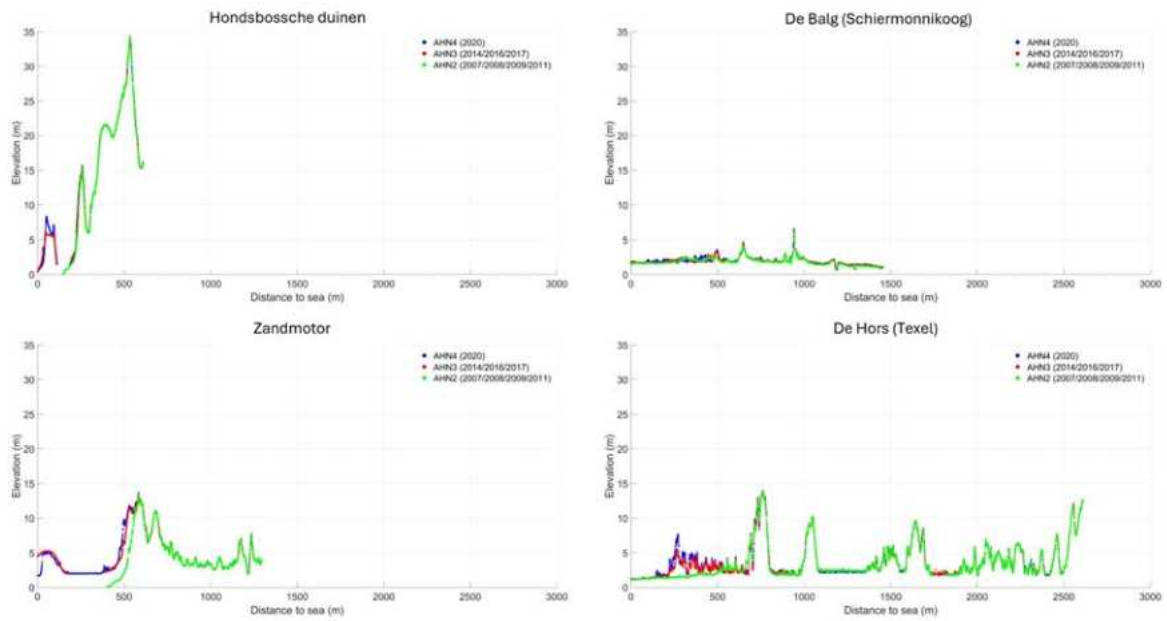 Hondsbossche duinen
35
30
25
20
15
10
5
0
Elevation (m)
0 500 1000 1500 2000 2500 3000
Distance to sea (m)
AHN4 (2020)
AHN3 (2014/2016/2017)
AHN2 (2007/2008/2009/2011)
De Balg (Schiermonnikoog)
35
30
25
20
15
10
5
0
Elevation (m)
0 500 1000 1500 2000 2500 3000
Distance to sea (m)
AHN4 (2020)
AHN3 (2014/2016/2017)
AHN2 (2007/2008/2009/2011)
Zandmotor
35
30
25
20
15
10
5
0
Elevation (m)
0 500 1000 1500 2000 2500 3000
Distance to sea (m)
AHN4 (2020)
AHN3 (2014/2016/2017)
AHN2 (2007/2008/2009/2011)
De Hors (Texel)
35
30
25
20
15
10
5
0
Elevation (m)
0 500 1000 1500 2000 2500 3000
Distance to sea (m)
AHN4 (2020)
AHN3 (2014/2016/2017)
AHN2 (2007/2008/2009/2011)